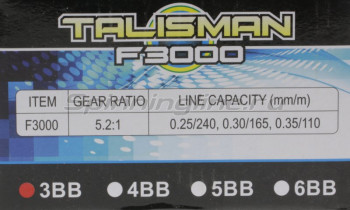 TALISMAN
F3000
ITEM GEAR RATIO LINE CAPACITY (mm/m)
F3000 5.2:1 0.25/240, 0.30/165, 0.35/110
3BB 4BB 5BB 6BB